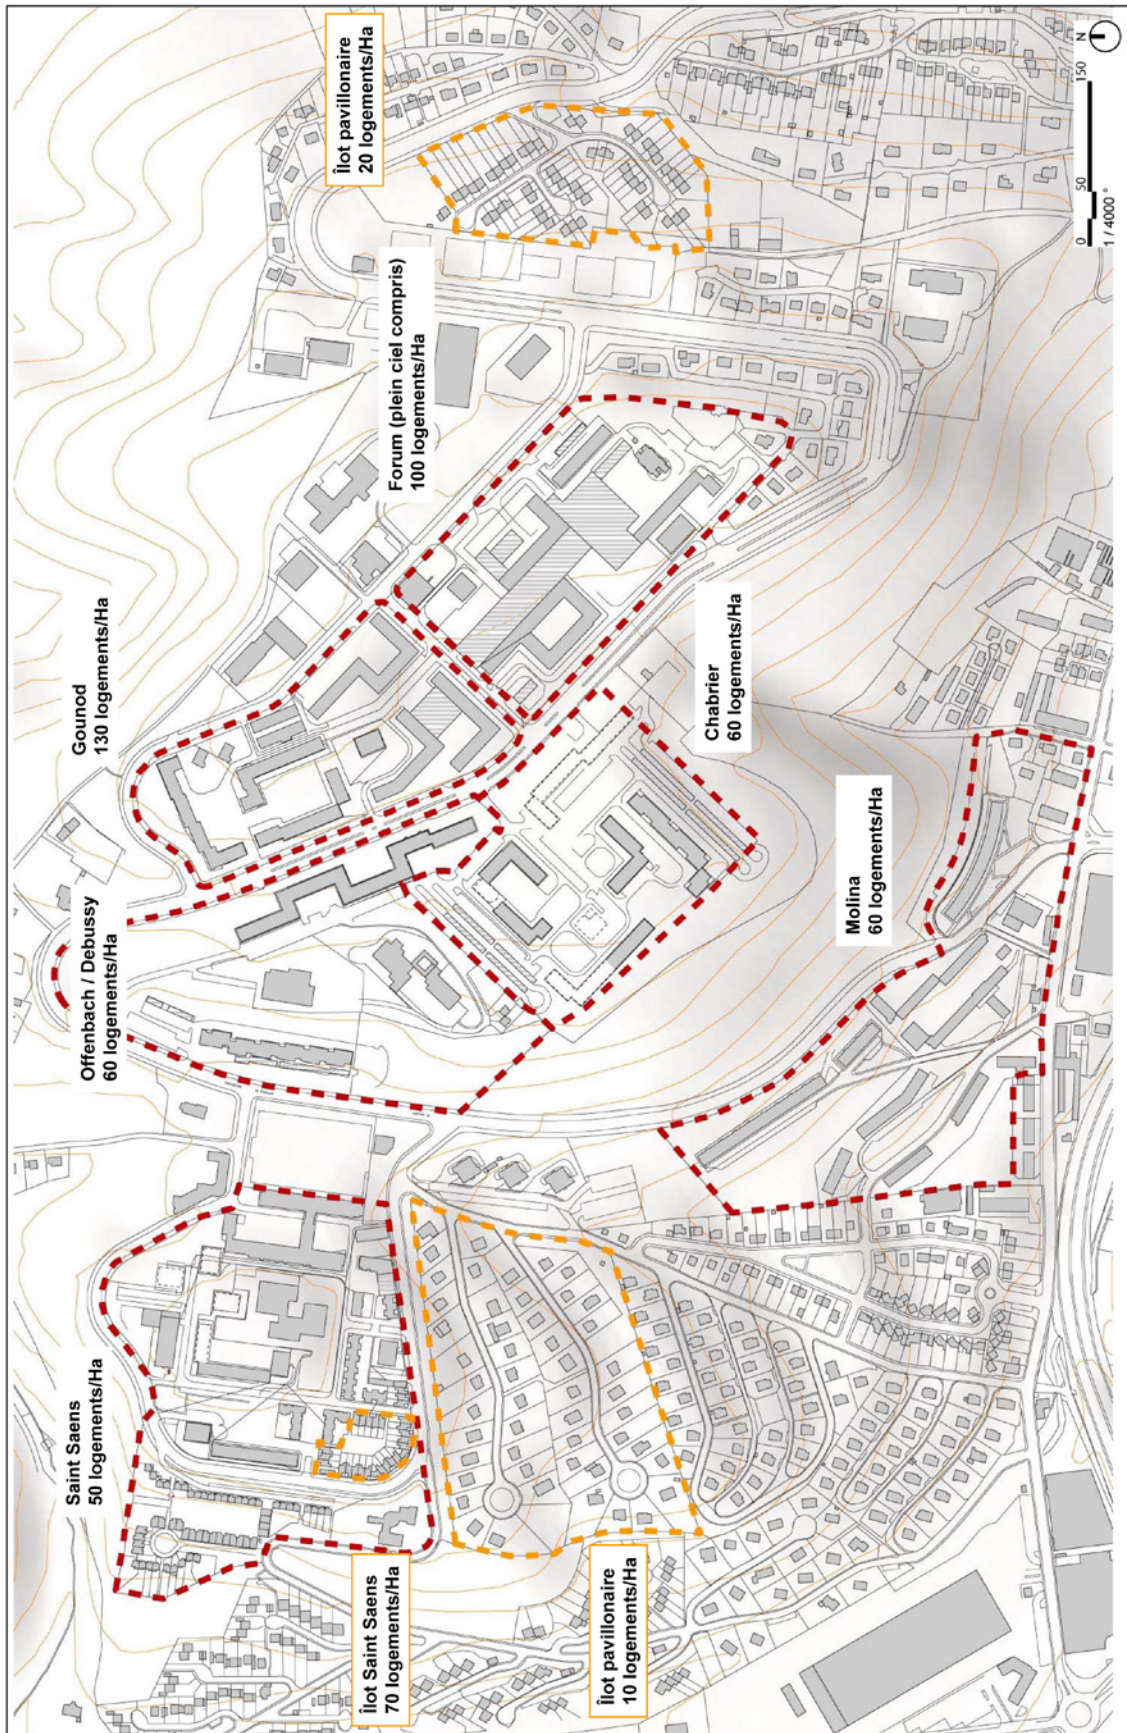 Saint Saens
50 logements/Ha
Offenbach / Debussy
60 logements/Ha
Gounod
130 logements/Ha
Forum (plein ciel compris)
100 logements/Ha
Îlot pavillonaire
20 logements/Ha
Îlot Saint Saens
70 logements/Ha
Îlot pavillonaire
10 logements/Ha
Molina
60 logements/Ha
Chabrier
60 logements/Ha
0 50 150
1 / 4000 °
N